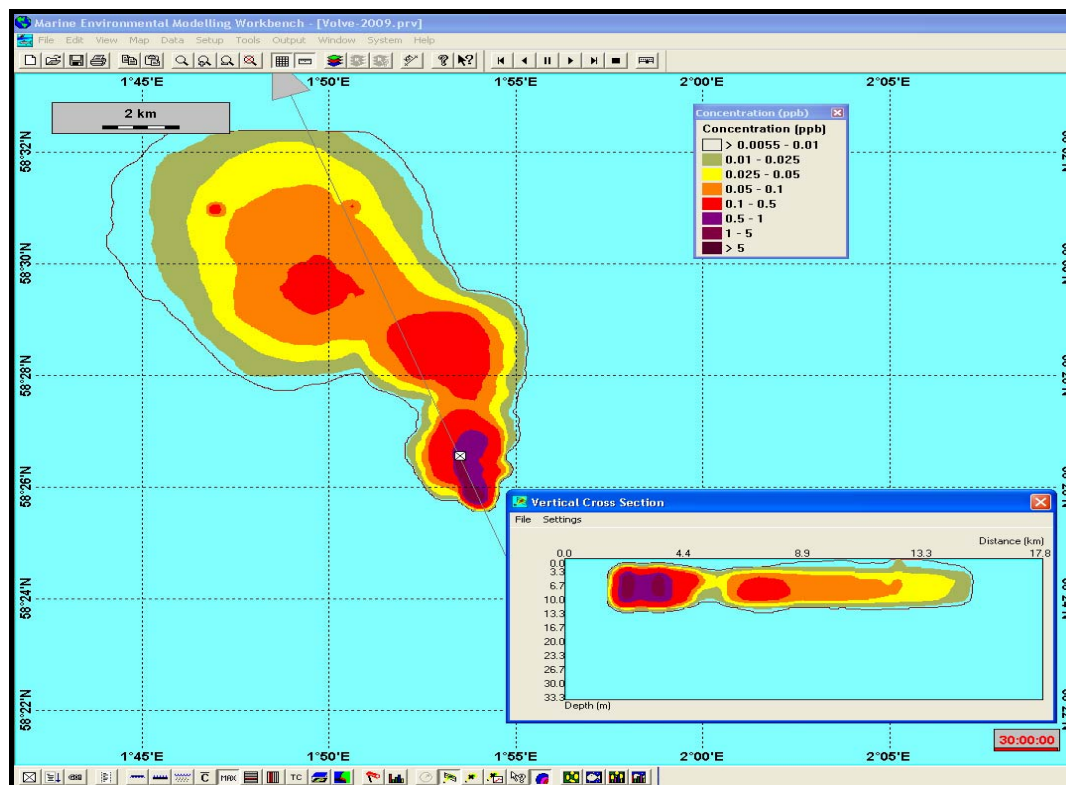 Marine Environmental Modelling Workbench - [Volve-2009.prv]
File Edit View Map Data Setup Tools Output Window System Help
1°45'E 1°50'E 1°55'E 2°00'E 2°05'E
2 km
Concentration (ppb)
Concentration (ppb)
> 0.0055 - 0.01
0.01 - 0.025
0.025 - 0.05
0.05 - 0.1
0.1 - 0.5
0.5 - 1
1 - 5
> 5
58°32'N
58°30'N
58°28'N
58°26'N
58°24'N
58°22'N
Vertical Cross Section
File Settings
Distance (km)
0.0 4.4 8.9 13.3 17.8
0.0
3.3
6.7
10.0
13.3
16.7
20.0
23.3
26.7
30.0
33.3
Depth (m)
30:00:00
1°45'E 1°50'E 1°55'E 2°00'E 2°05'E
C MAX TC